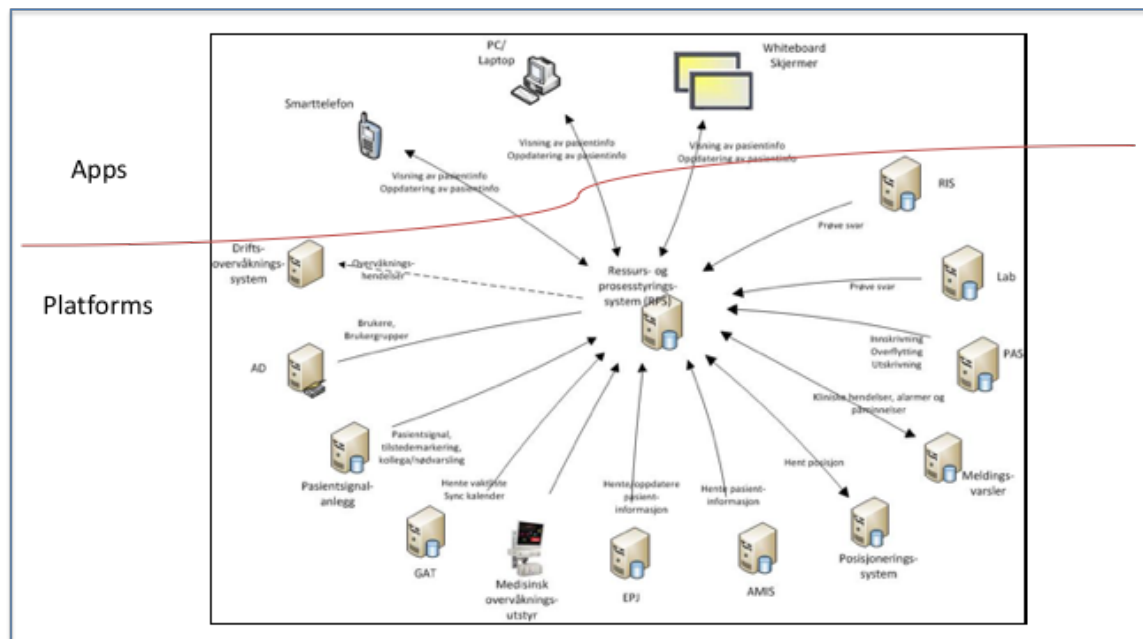 PC/
Laptop
Whiteboard
Skjermer
Smarttelefon
Apps
Visning av pasientinfo
Oppdatering av pasientinfo
Visning av pasientinfo
Oppdatering av pasientinfo
Visning av pasientinfo
Oppdatering av pasientinfo
RIS
Prøve svar
Drifts-
overvåknings-
system
Overvåknings-
hendelser
Ressurs- og
prosesstyrings-
system (RPS)
Lab
Prøve svar
Platforms
Brukere,
Brukergrupper
AD
Innskrivning
Overflytting
Utskrivning
PAS
Kliniske hendelser, alarmer og
påminnelser
Pasientsignal,
tilstedemarkering,
kollega/nødvarsling
Pasientsignal-
anlegg
Hent posisjon
Meldings-
varsler
Hente vaktliste
Sync kalender
Hente/oppdatere
pasient-
informasjon
Hente pasient-
informasjon
Posisjonerings-
system
GAT
Medisinsk
overvåknings-
utstyr
EPJ
AMIS